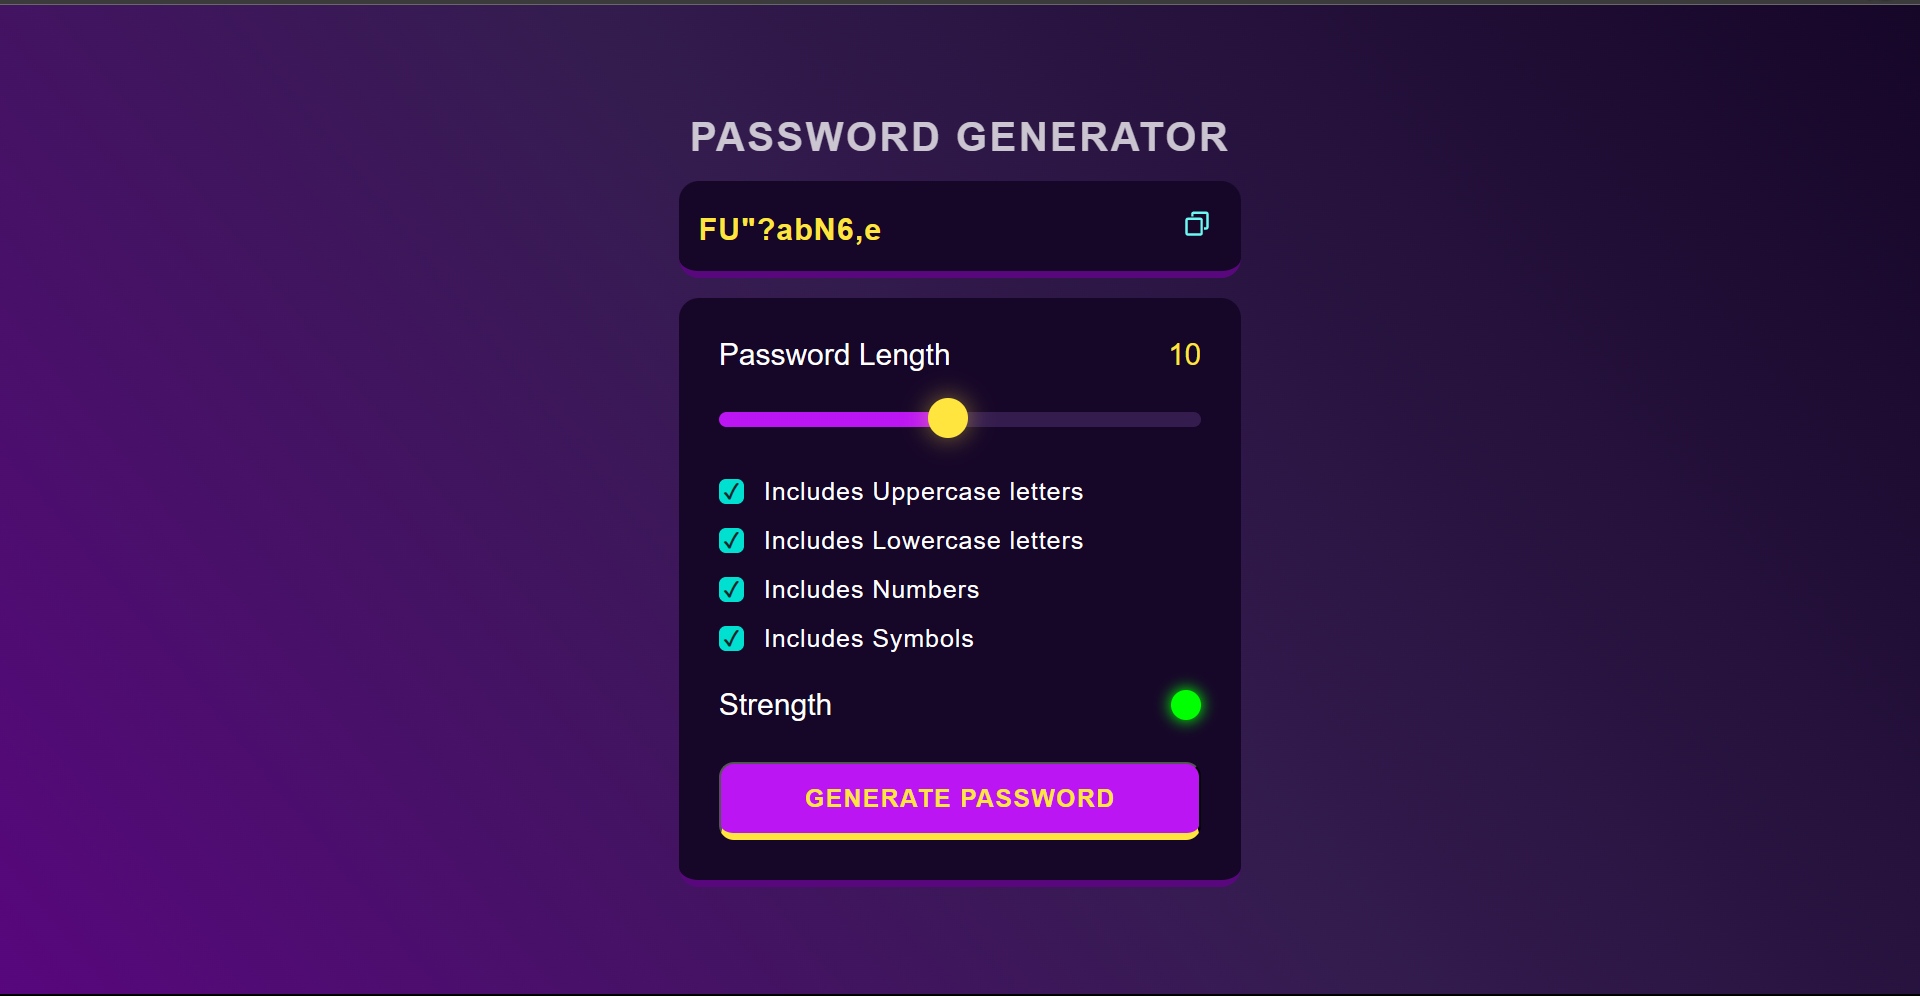 PASSWORD GENERATOR
FU"?abN6,e
Password Length 10
Includes Uppercase letters
Includes Lowercase letters
Includes Numbers
Includes Symbols
Strength
GENERATE PASSWORD